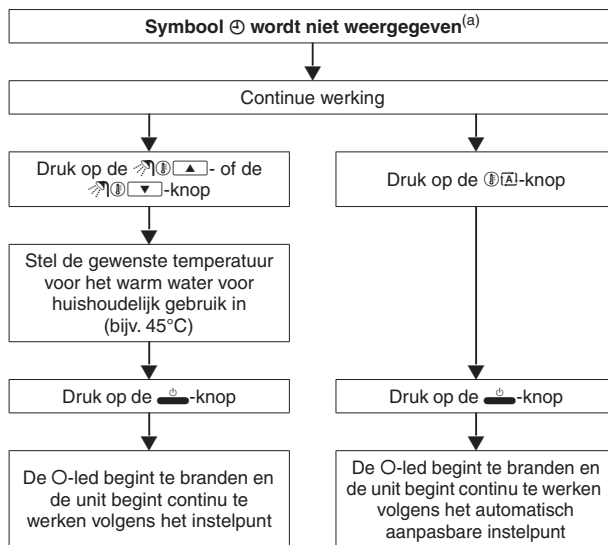 Symbool wordt niet weergegeven(a)
Continue werking
Druk op de ▲- of de
▼-knop
Stel de gewenste temperatuur
voor het warm water voor
huishoudelijk gebruik in
(bijv. 45°C)
Druk op de -knop
De O-led begint te branden en
de unit begint continu te
werken volgens het instelpunt
Druk op de A-knop
Druk op de -knop
De O-led begint te branden en
de unit begint continu te werken
volgens het automatisch
aanpasbare instelpunt